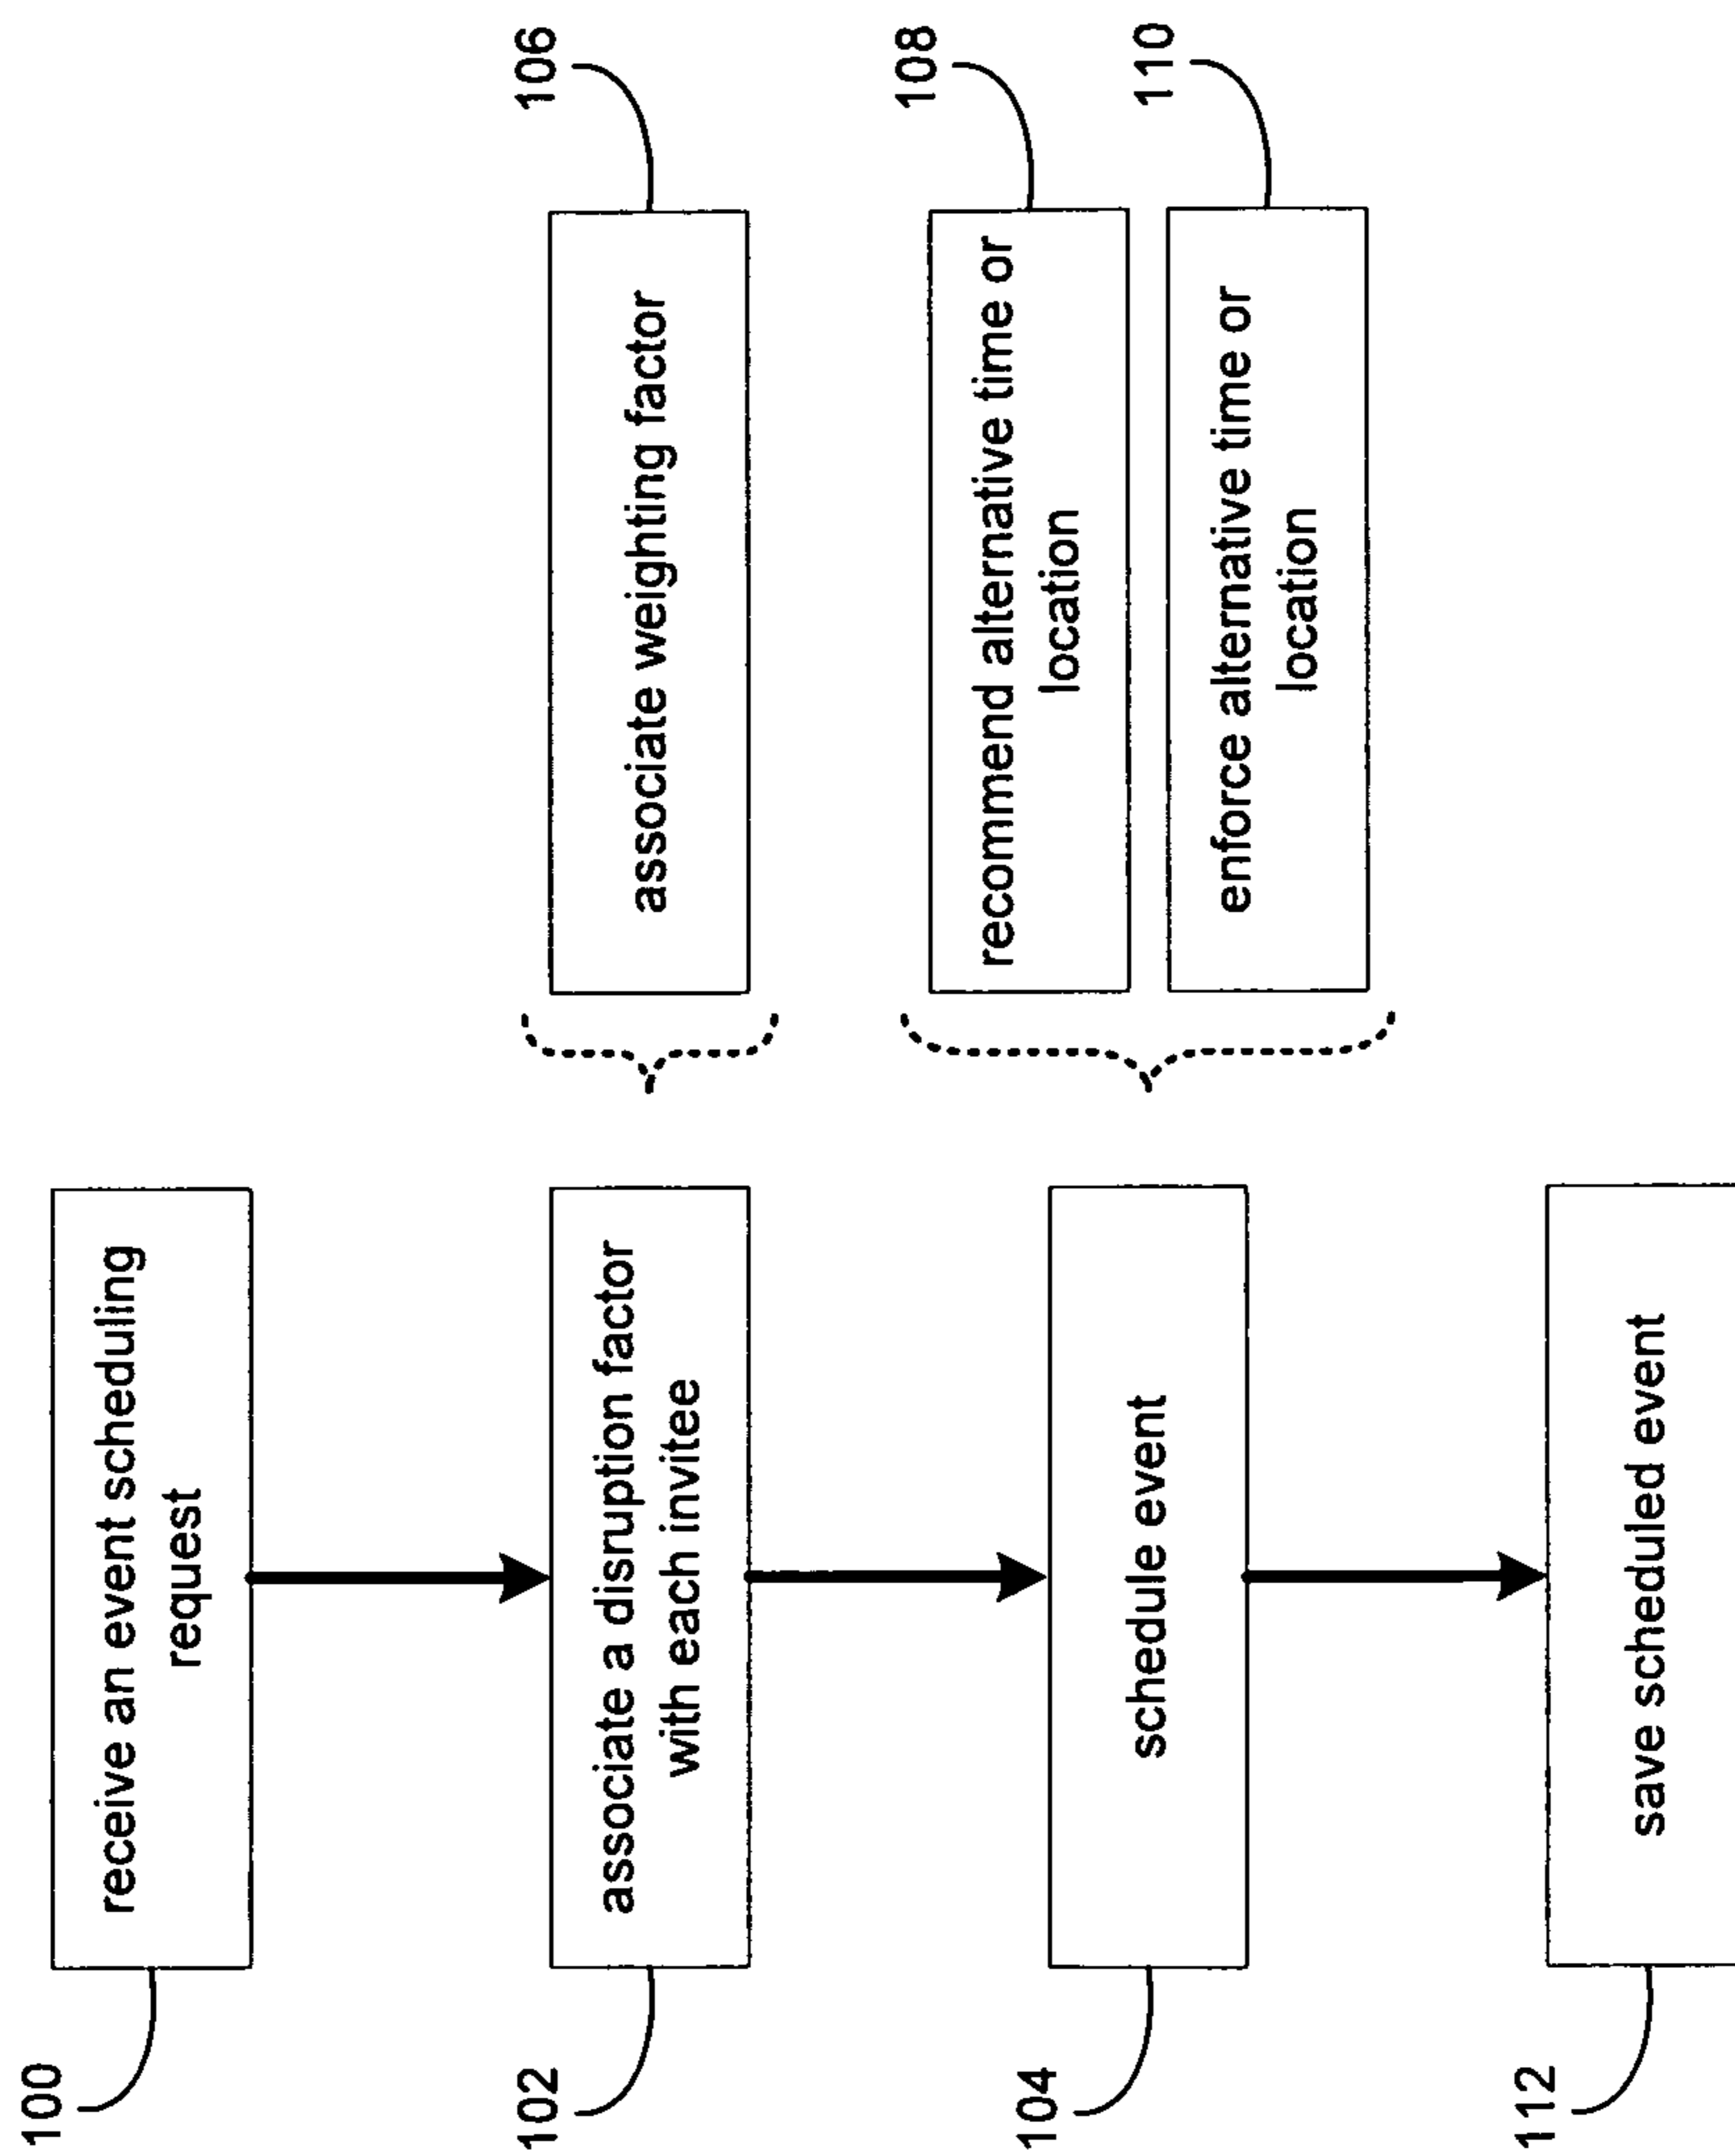 100
receive an event scheduling
request
102
associate a disruption factor
with each invitee
106
associate weighting factor
104
schedule event
108
recommend alternative time or
location
110
enforce alternative time or
location
112
save scheduled event